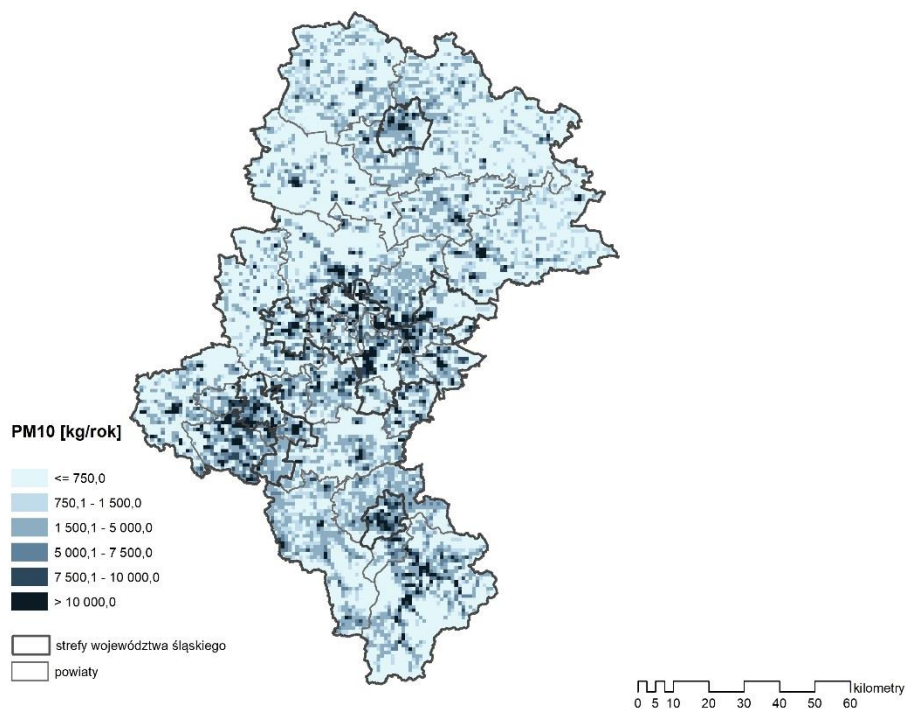 PM10 [kg/rok]
<= 750,0
750,1 - 1 500,0
1 500,1 - 5 000,0
5 000,1 - 7 500,0
7 500,1 - 10 000,0
> 10 000,0
strefy województwa śląskiego
powiaty
kilometry
0 5 10 20 30 40 50 60